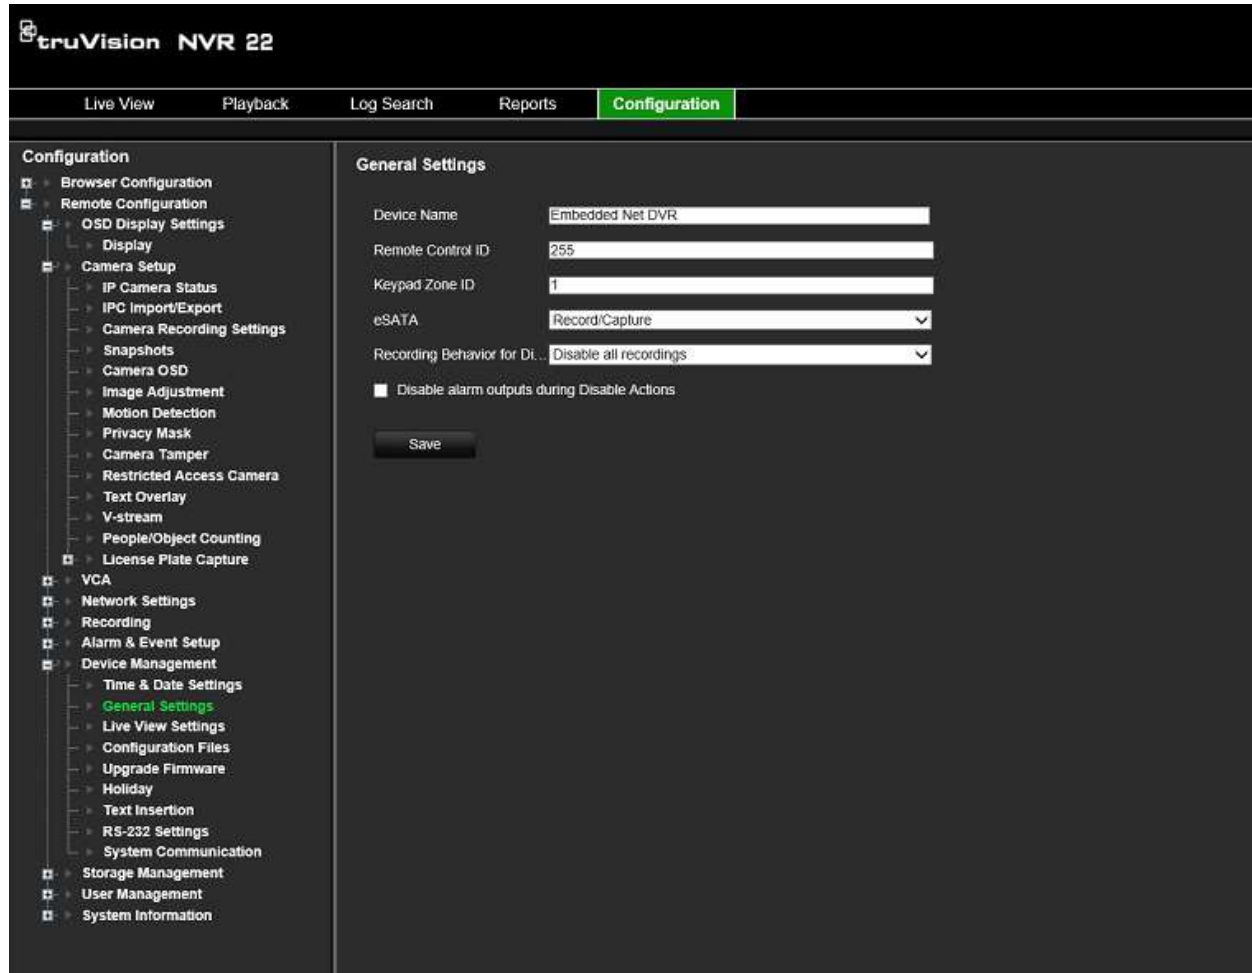 truVision NVR 22
Live View Playback Log Search Reports Configuration
Configuration
Browser Configuration
Remote Configuration
OSD Display Settings
Display
Camera Setup
IP Camera Status
IPC Import/Export
Camera Recording Settings
Snapshots
Camera OSD
Image Adjustment
Motion Detection
Privacy Mask
Camera Tamper
Restricted Access Camera
Text Overlay
V-stream
People/Object Counting
License Plate Capture
VCA
Network Settings
Recording
Alarm & Event Setup
Device Management
Time & Date Settings
General Settings
Live View Settings
Configuration Files
Upgrade Firmware
Holiday
Text Insertion
RS-232 Settings
System Communication
Storage Management
User Management
System Information
General Settings
Device Name Embedded Net DVR
Remote Control ID 255
Keypad Zone ID 1
eSATA Record/Capture
Recording Behavior for Di... Disable all recordings
Disable alarm outputs during Disable Actions
Save